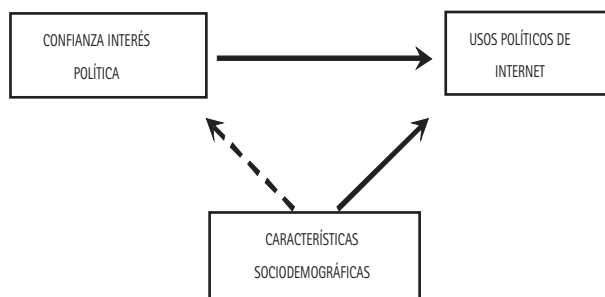 CONFIANZA INTERÉS
POLÍTICA
USOS POLÍTICOS DE
INTERNET
CARACTERÍSTICAS
SOCIODEMOGRÁFICAS